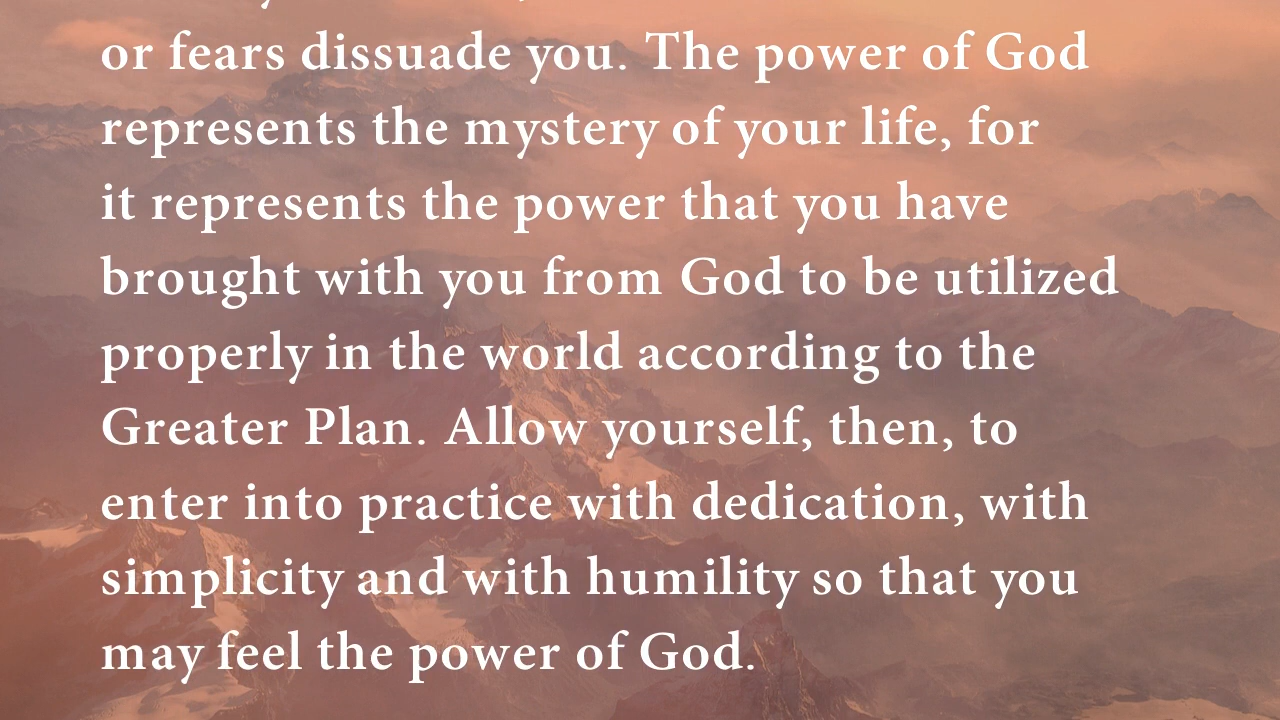 or fears dissuade you. The power of God
represents the mystery of your life, for
it represents the power that you have
brought with you from God to be utilized
properly in the world according to the
Greater Plan. Allow yourself, then, to
enter into practice with dedication, with
simplicity and with humility so that you
may feel the power of God.